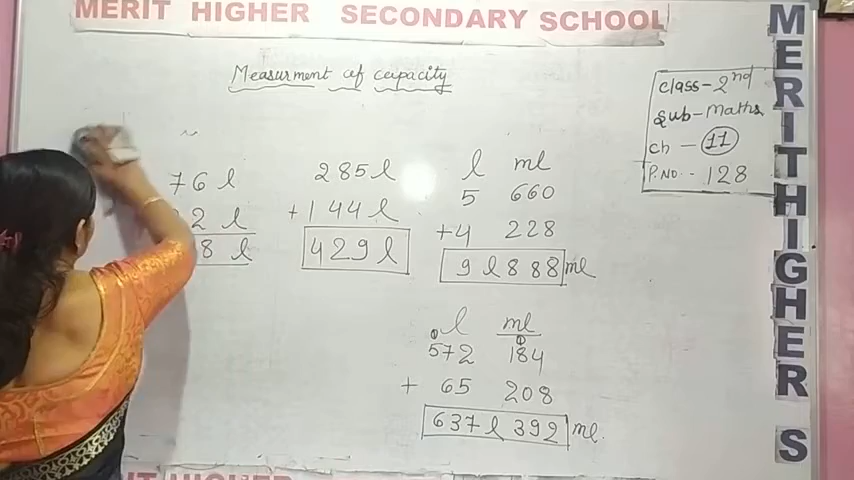 MERIT HIGHER SECONDARY SCHOOL
Measurment of capacity
class-2nd
Sub-Maths
ch - 11
P.NO.- 128
76 l
2 l
8 l
285 l
+144 l
429 l
l ml
5 660
+4 228
9 l 888 ml
l ml
572 184
+ 65 208
637 l 392 ml.
MERIT HIGHER S